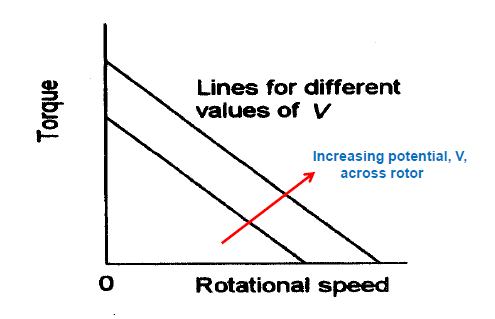 Torque
Lines for different
values of V
Increasing potential, V,
across rotor
0
Rotational speed